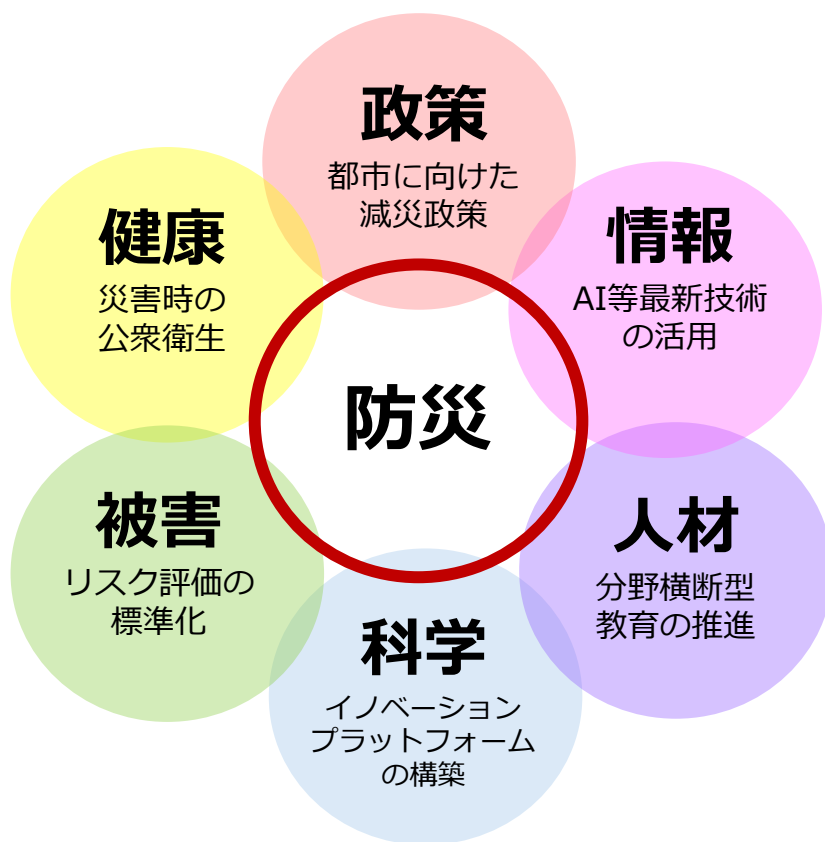 政策
都市に向けた
減災政策
健康
災害時の
公衆衛生
情報
AI等最新技術
の活用
防災
被害
リスク評価の
標準化
人材
分野横断型
教育の推進
科学
イノベーション
プラットフォーム
の構築